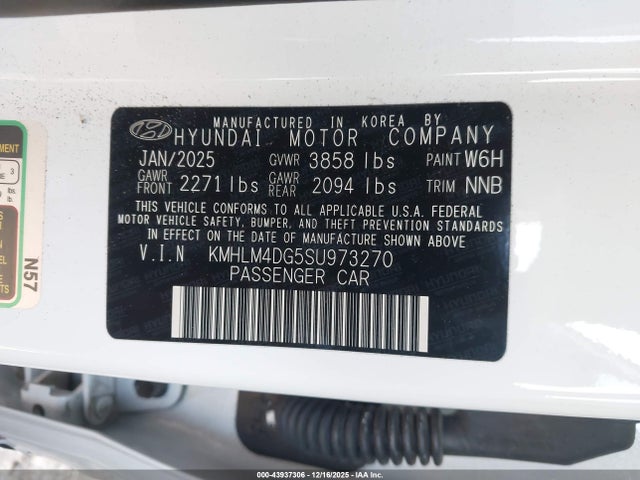 MANUFACTURED IN KOREA BY
HYUNDAI MOTOR COMPANY
JAN/2025 GVWR 3858 lbs PAINT W6H
GAWR FRONT 2271 lbs GAWR REAR 2094 lbs TRIM NNB
THIS VEHICLE CONFORMS TO ALL APPLICABLE U.S.A. FEDERAL
MOTOR VEHICLE SAFETY, BUMPER, AND THEFT PREVENTION STANDARDS
IN EFFECT ON THE DATE OF MANUFACTURE SHOWN ABOVE
V.I.N KMHLM4DG5SU973270
PASSENGER CAR
N57
000-43937306 - 12/16/2025 - IAA Inc.